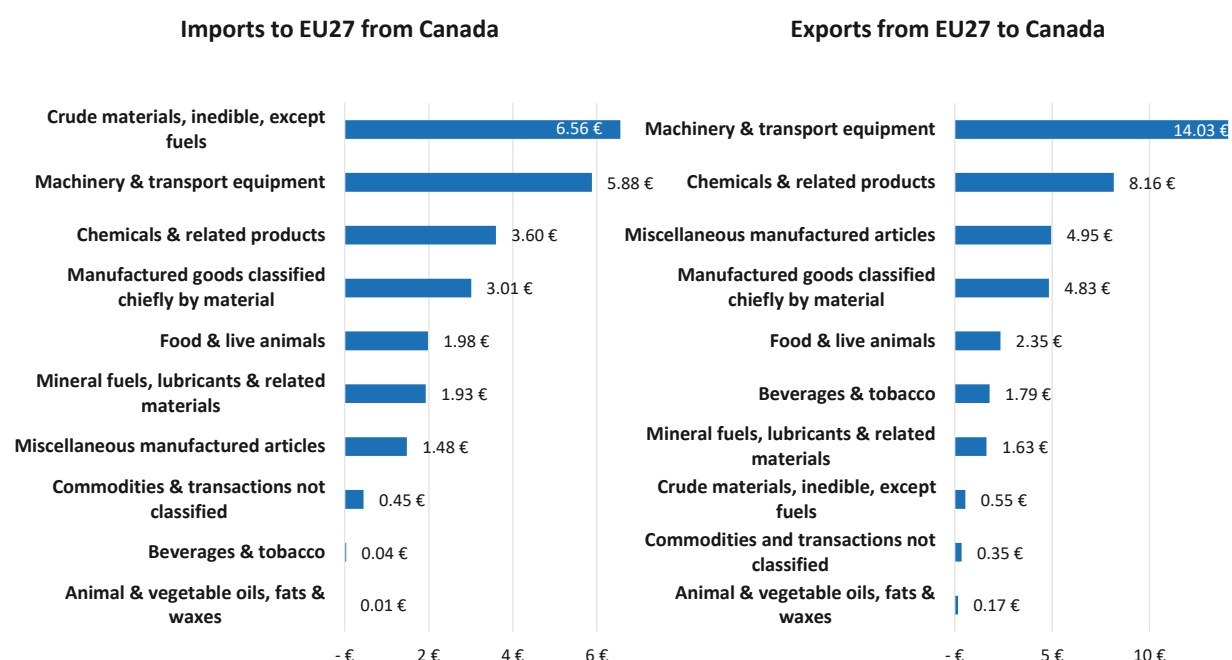 Imports to EU27 from Canada
Crude materials, inedible, except
fuels
6.56 €
Machinery & transport equipment
5.88 €
Chemicals & related products
3.60 €
Manufactured goods classified
chiefly by material
3.01 €
Food & live animals
1.98 €
Mineral fuels, lubricants & related
materials
1.93 €
Miscellaneous manufactured articles
1.48 €
Commodities & transactions not
classified
0.45 €
Beverages & tobacco
0.04 €
Animal & vegetable oils, fats &
waxes
0.01 €
- €
2 €
4 €
6 €
Exports from EU27 to Canada
Machinery & transport equipment
14.03 €
Chemicals & related products
8.16 €
Miscellaneous manufactured articles
4.95 €
Manufactured goods classified
chiefly by material
4.83 €
Food & live animals
2.35 €
Beverages & tobacco
1.79 €
Mineral fuels, lubricants & related
materials
1.63 €
Crude materials, inedible, except
fuels
0.55 €
Commodities and transactions not
classified
0.35 €
Animal & vegetable oils, fats &
waxes
0.17 €
- €
5 €
10 €